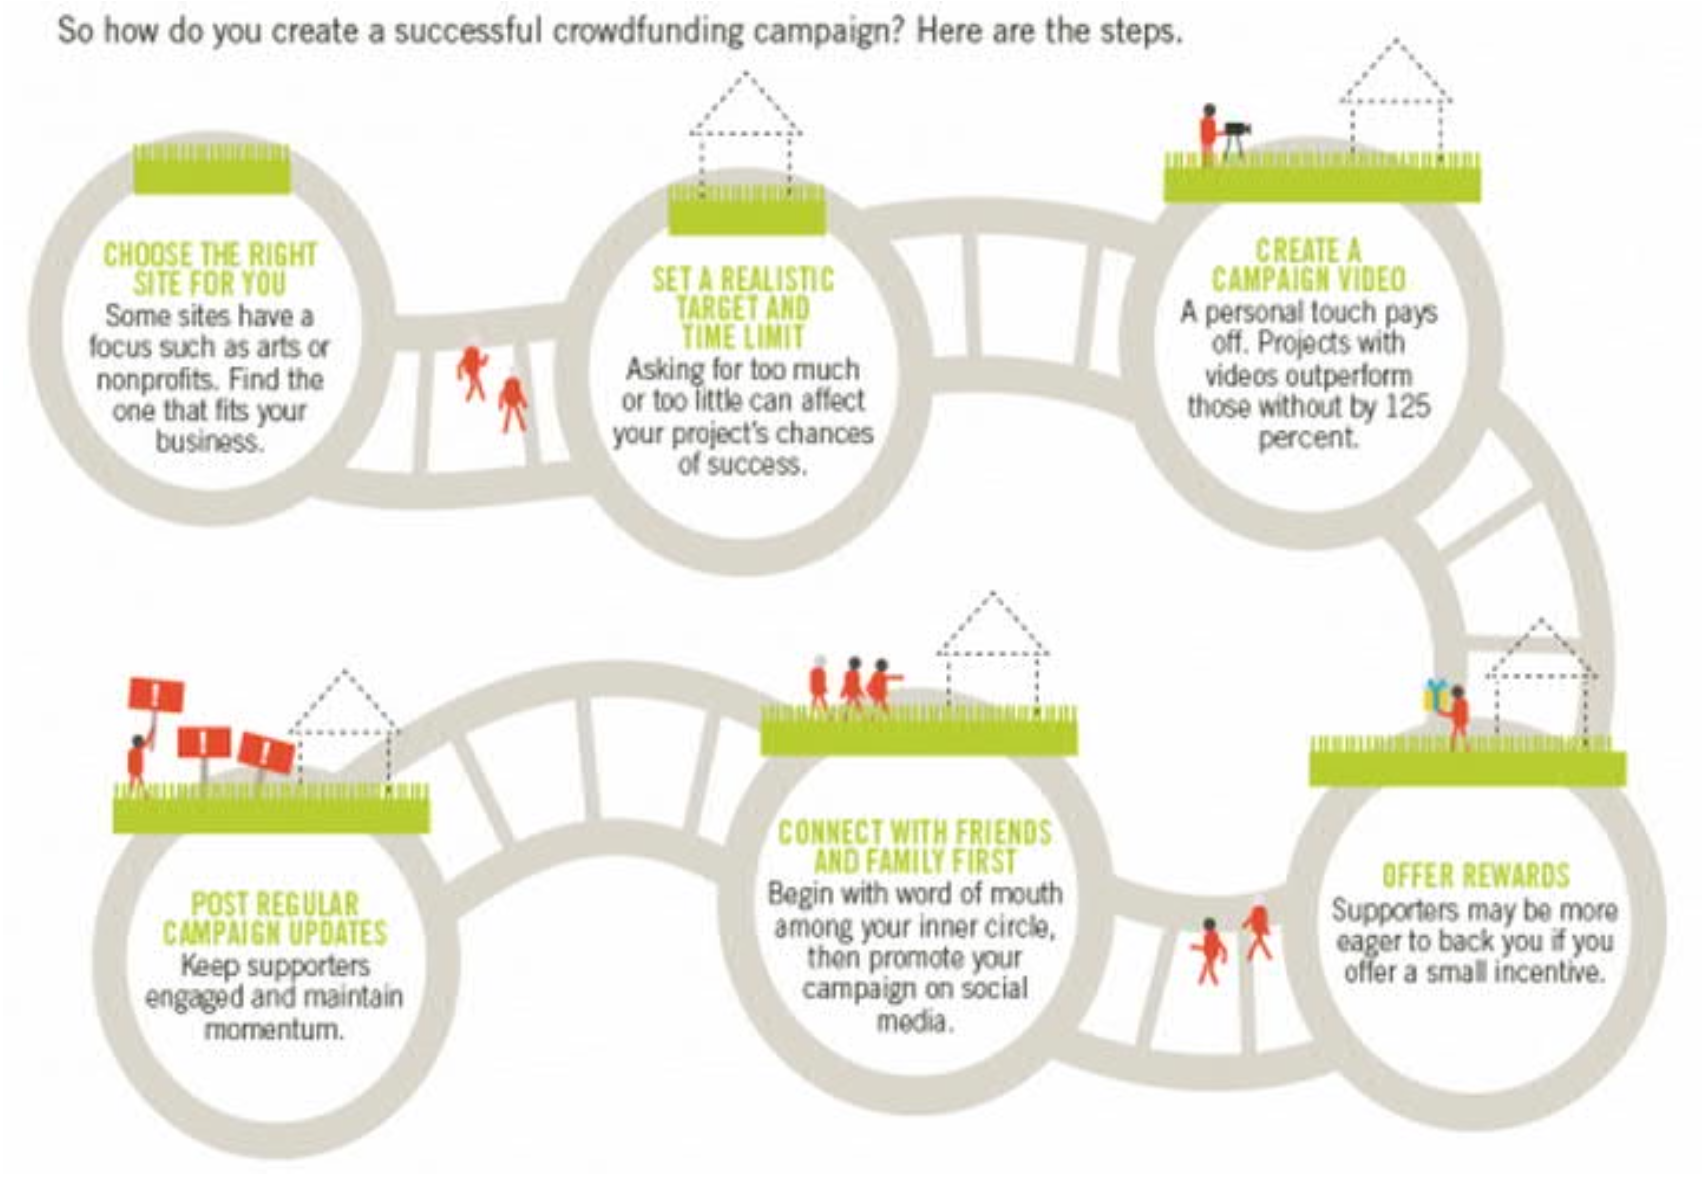 So how do you create a successful crowdfunding campaign? Here are the steps.
CHOOSE THE RIGHT
SITE FOR YOU
Some sites have a
focus such as arts or
nonprofits. Find the
one that fits your
business.
SET A REALISTIC
TARGET AND
TIME LIMIT
Asking for too much
or too little can affect
your project's chances
of success.
CREATE A
CAMPAIGN VIDEO
A personal touch pays
off. Projects with
videos outperform
those without by 125
percent.
OFFER REWARDS
Supporters may be more
eager to back you if you
offer a small incentive.
CONNECT WITH FRIENDS
AND FAMILY FIRST
Begin with word of mouth
among your inner circle,
then promote your
campaign on social
media.
!
!
!
POST REGULAR
CAMPAIGN UPDATES
Keep supporters
engaged and maintain
momentum.